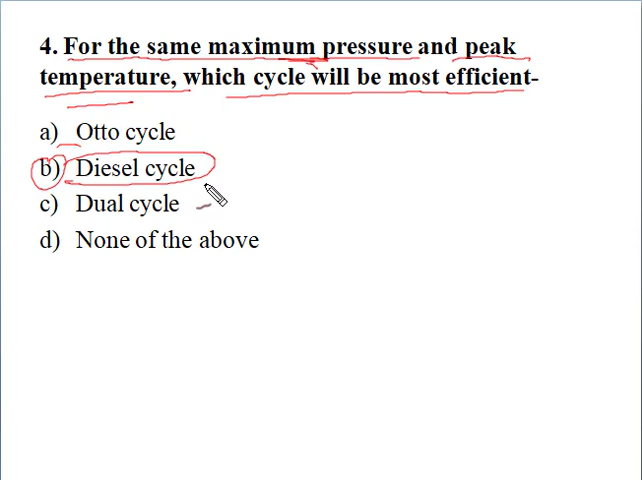 4. For the same maximum pressure and peak
temperature, which cycle will be most efficient-
a) Otto cycle
b) Diesel cycle
c) Dual cycle
d) None of the above